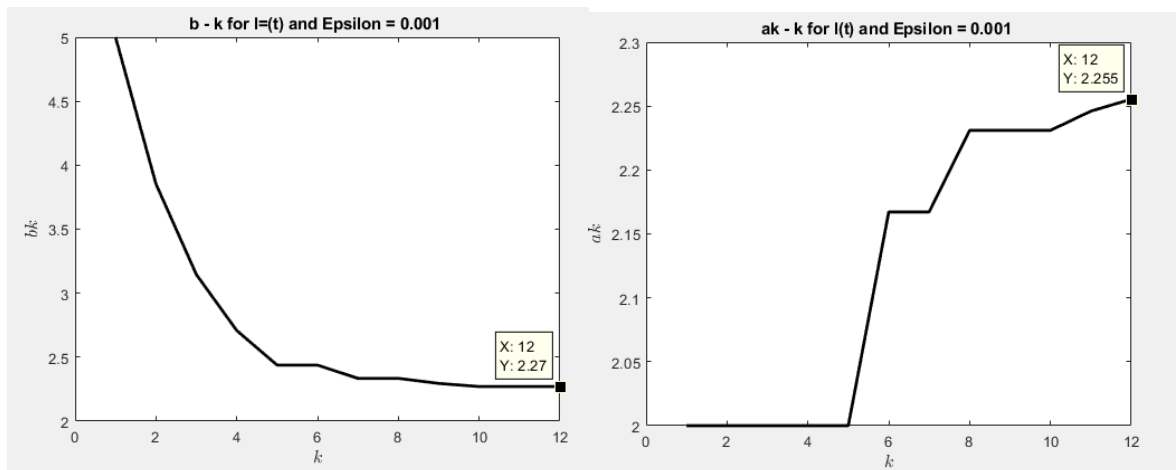 b - k for l=(t) and Epsilon = 0.001
5
4.5
4
3.5
3
2.5
2
bk
X: 12
Y: 2.27
0 2 4 6 8 10 12
k
ak - k for l(t) and Epsilon = 0.001
2.3
2.25
2.2
2.15
2.1
2.05
2
ak
X: 12
Y: 2.255
0 2 4 6 8 10 12
k